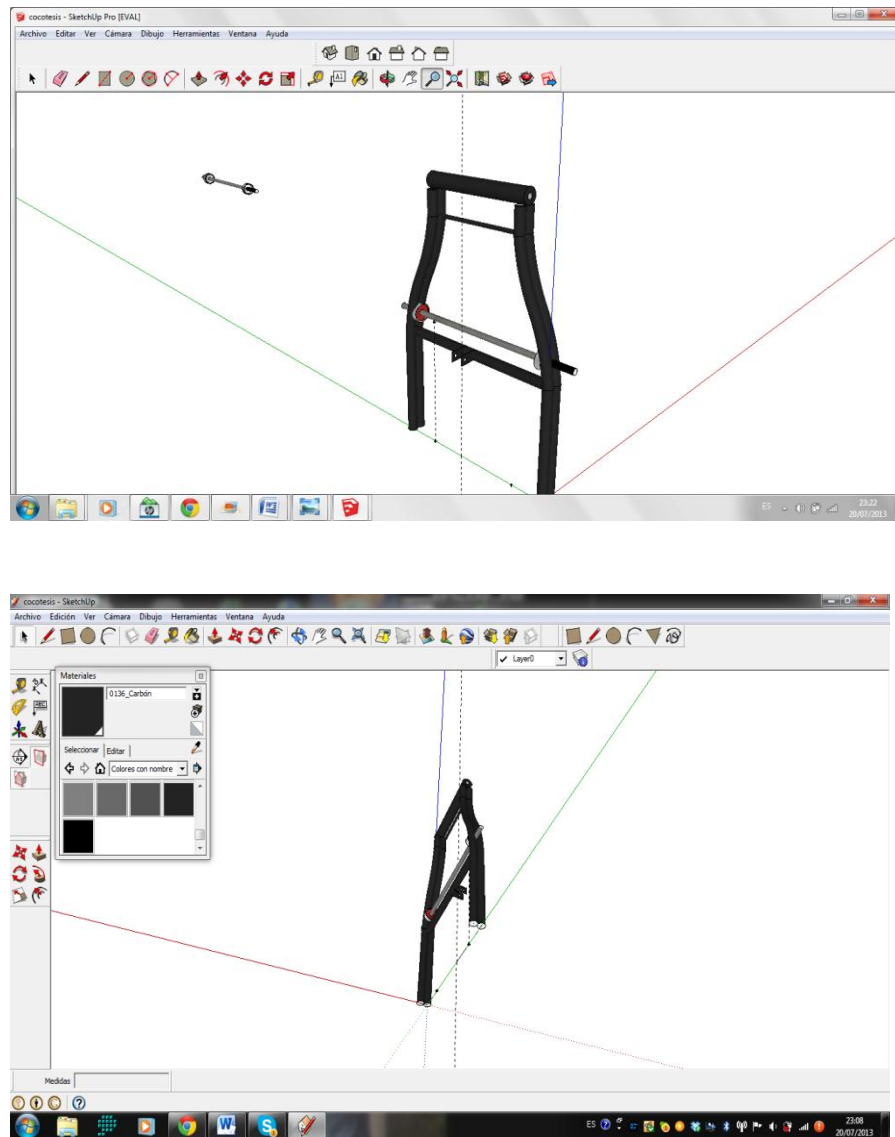 cocotesis - SketchUp Pro [EVAL]
Archivo Editar Ver Cámara Dibujo Herramientas Ventana Ayuda
A1
ES
23:22
20/07/2013
cocotesis - SketchUp
Archivo Edición Ver Cámara Dibujo Herramientas Ventana Ayuda
Layer0
Materiales
0136_Carbón
Seleccionar Editar
Colores con nombre
ABC
Medidas
ES
23:08
20/07/2013